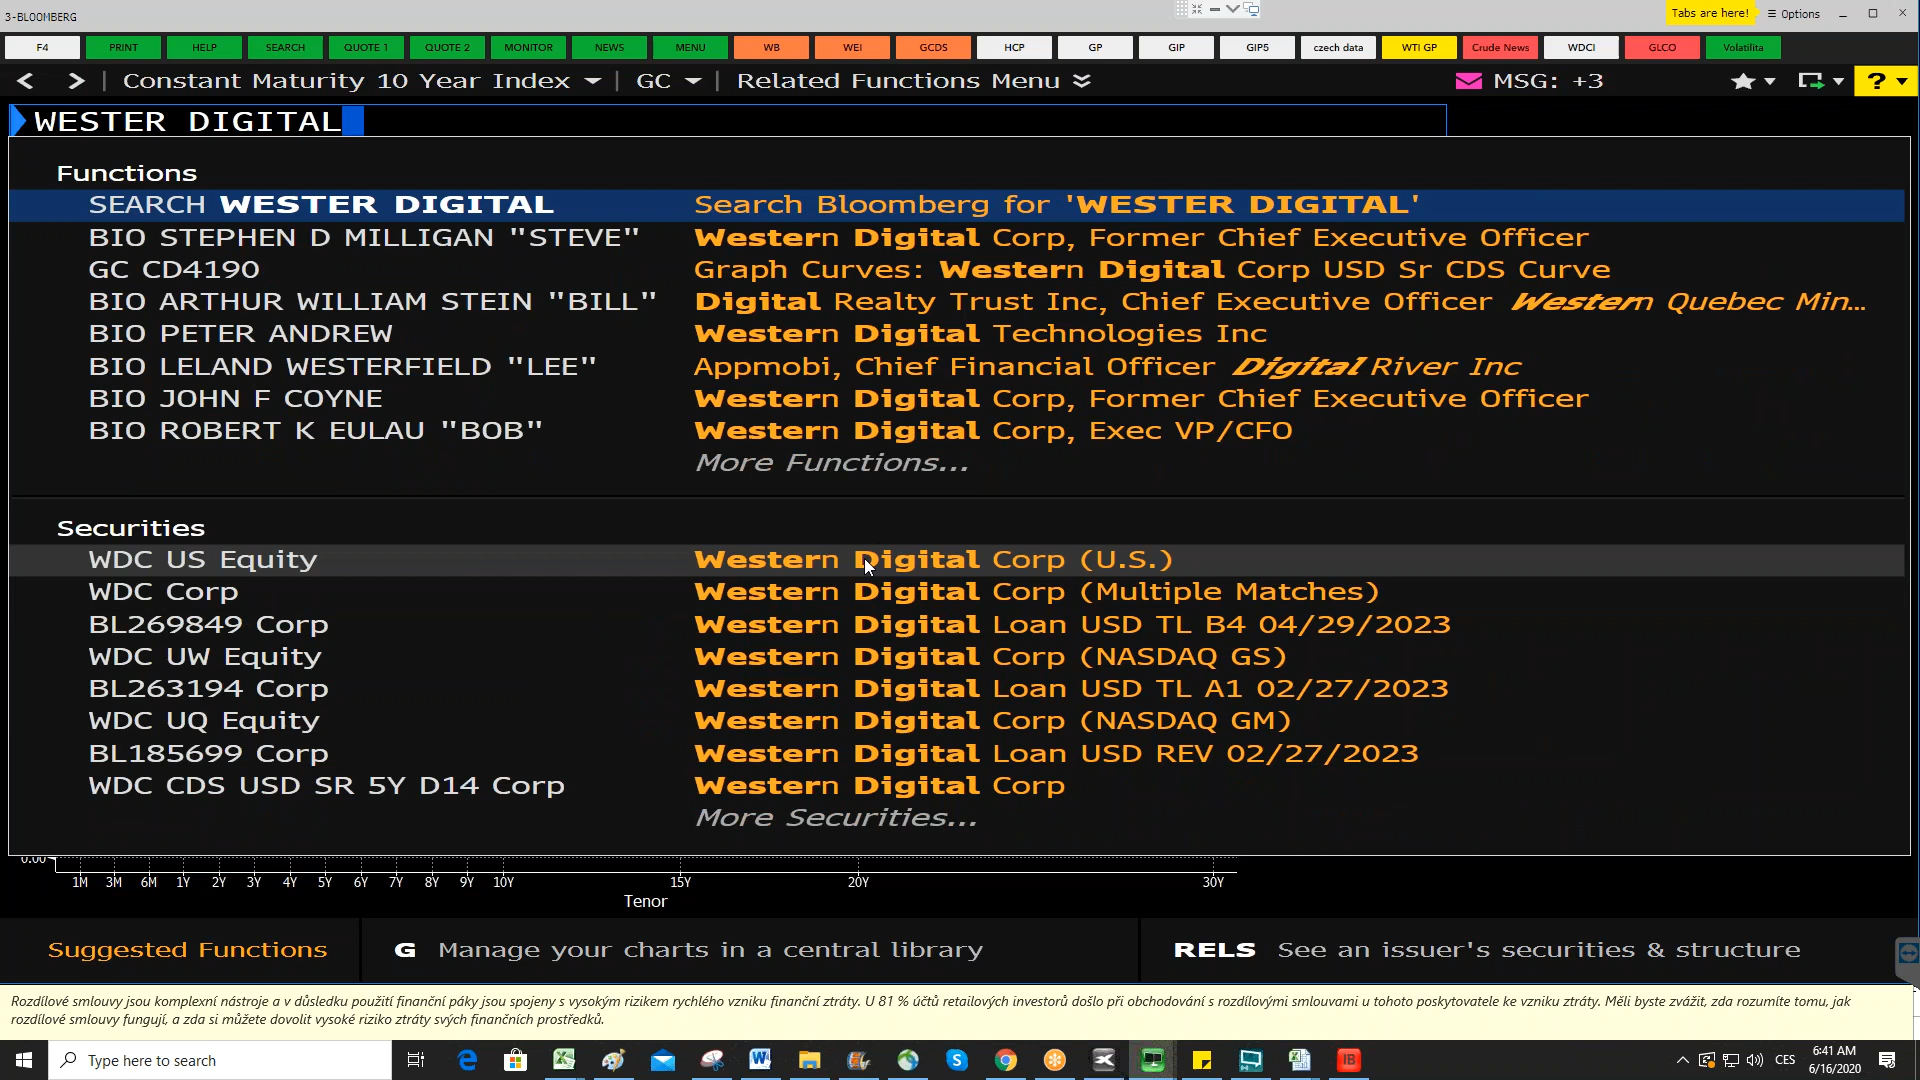 3-BLOOMBERG
Tabs are here! Options
F4 PRINT HELP SEARCH QUOTE 1 QUOTE 2 MONITOR NEWS MENU WB WEI GCDS HCP GP GIP GIP5 czech data WTI GP Crude News WDCI GLCO Volatilita
Constant Maturity 10 Year Index GC Related Functions Menu MSG: +3 ?
WESTER DIGITAL
Functions
SEARCH WESTER DIGITAL Search Bloomberg for 'WESTER DIGITAL'
BIO STEPHEN D MILLIGAN "STEVE" Western Digital Corp, Former Chief Executive Officer
GC CD4190 Graph Curves: Western Digital Corp USD Sr CDS Curve
BIO ARTHUR WILLIAM STEIN "BILL" Digital Realty Trust Inc, Chief Executive Officer Western Quebec Min...
BIO PETER ANDREW Western Digital Technologies Inc
BIO LELAND WESTERFIELD "LEE" Appmobi, Chief Financial Officer Digital River Inc
BIO JOHN F COYNE Western Digital Corp, Former Chief Executive Officer
BIO ROBERT K EULAU "BOB" Western Digital Corp, Exec VP/CFO
More Functions...
Securities
WDC US Equity Western Digital Corp (U.S.)
WDC Corp Western Digital Corp (Multiple Matches)
BL269849 Corp Western Digital Loan USD TL B4 04/29/2023
WDC UW Equity Western Digital Corp (NASDAQ GS)
BL263194 Corp Western Digital Loan USD TL A1 02/27/2023
WDC UQ Equity Western Digital Corp (NASDAQ GM)
BL185699 Corp Western Digital Loan USD REV 02/27/2023
WDC CDS USD SR 5Y D14 Corp Western Digital Corp
More Securities...
0.00
1M 3M 6M 1Y 2Y 3Y 4Y 5Y 6Y 7Y 8Y 9Y 10Y 15Y 20Y 30Y
Tenor
Suggested Functions G Manage your charts in a central library RELS See an issuer's securities & structure
Rozdílové smlouvy jsou komplexní nástroje a v důsledku použití finanční páky jsou spojeny s vysokým rizikem rychlého vzniku finanční ztráty. U 81 % účtů retailových investorů došlo při obchodování s rozdílovými smlouvami u tohoto poskytovatele ke vzniku ztráty. Měli byste zvážit, zda rozumíte tomu, jak
rozdílové smlouvy fungují, a zda si můžete dovolit vysoké riziko ztráty svých finančních prostředků.
Type here to search IB CES 6:41 AM
6/16/2020